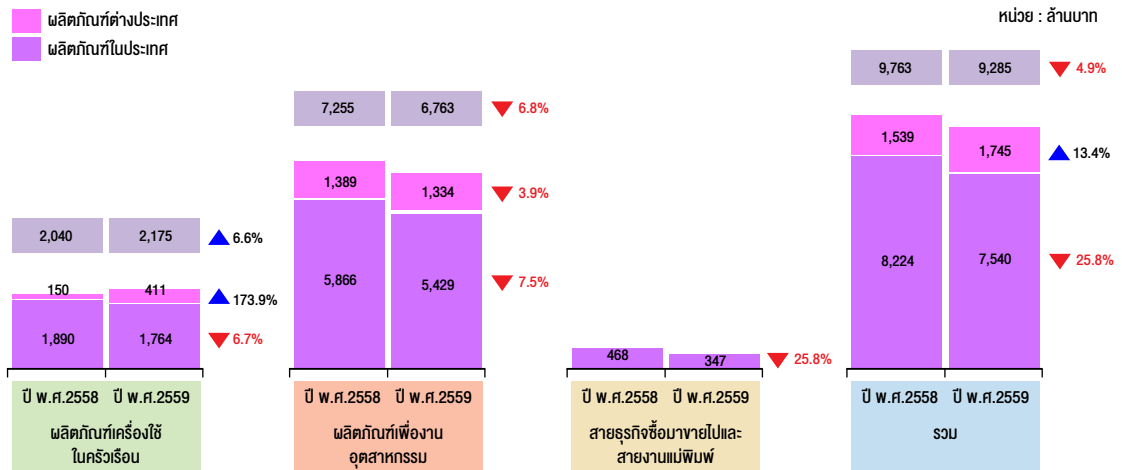 ผลิตภัณฑ์ต่างประเทศ
ผลิตภัณฑ์ในประเทศ
หน่วย : ล้านบาท
2,040 2,175 6.6%
150 411 173.9%
1,890 1,764 6.7%
ปี พ.ศ.2558 ปี พ.ศ.2559
ผลิตภัณฑ์เครื่องใช้
ในครัวเรือน
7,255 6,763 6.8%
1,389 1,334 3.9%
5,866 5,429 7.5%
ปี พ.ศ.2558 ปี พ.ศ.2559
ผลิตภัณฑ์เพื่องาน
อุตสาหกรรม
468 347 25.8%
ปี พ.ศ.2558 ปี พ.ศ.2559
สายธุรกิจซื้อมาขายไปและ
สายงานแม่พิมพ์
9,763 9,285 4.9%
1,539 1,745 13.4%
8,224 7,540 25.8%
ปี พ.ศ.2558 ปี พ.ศ.2559
รวม